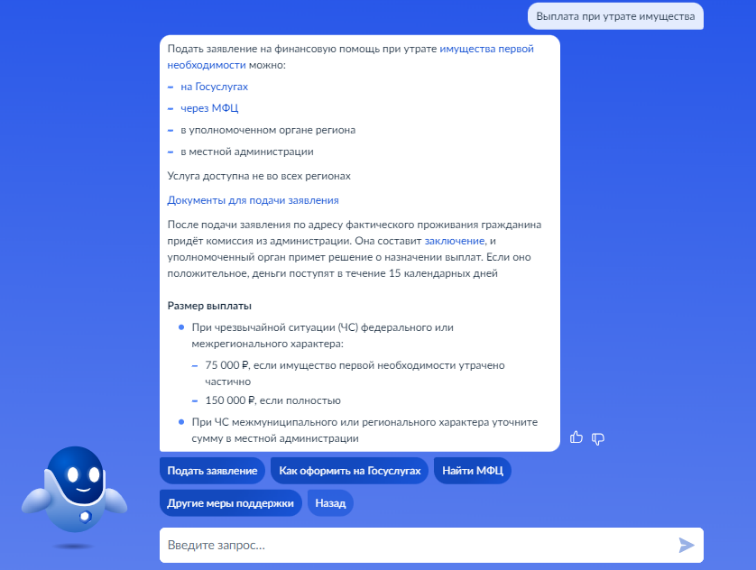 Выплата при утрате имущества
Подать заявление на финансовую помощь при утрате имущества первой
необходимости можно:
– на Госуслугах
– через МФЦ
– в уполномоченном органе региона
– в местной администрации
Услуга доступна не во всех регионах
Документы для подачи заявления
После подачи заявления по адресу фактического проживания гражданина
придёт комиссия из администрации. Она составит заключение, и
уполномоченный орган примет решение о назначении выплат. Если оно
положительное, деньги поступят в течение 15 календарных дней
Размер выплаты
• При чрезвычайной ситуации (ЧС) федерального или
межрегионального характера:
– 75 000 ₽, если имущество первой необходимости утрачено
частично
– 150 000 ₽, если полностью
• При ЧС межмуниципального или регионального характера уточните
сумму в местной администрации
Подать заявление Как оформить на Госуслугах Найти МФЦ
Другие меры поддержки Назад
Введите запрос...